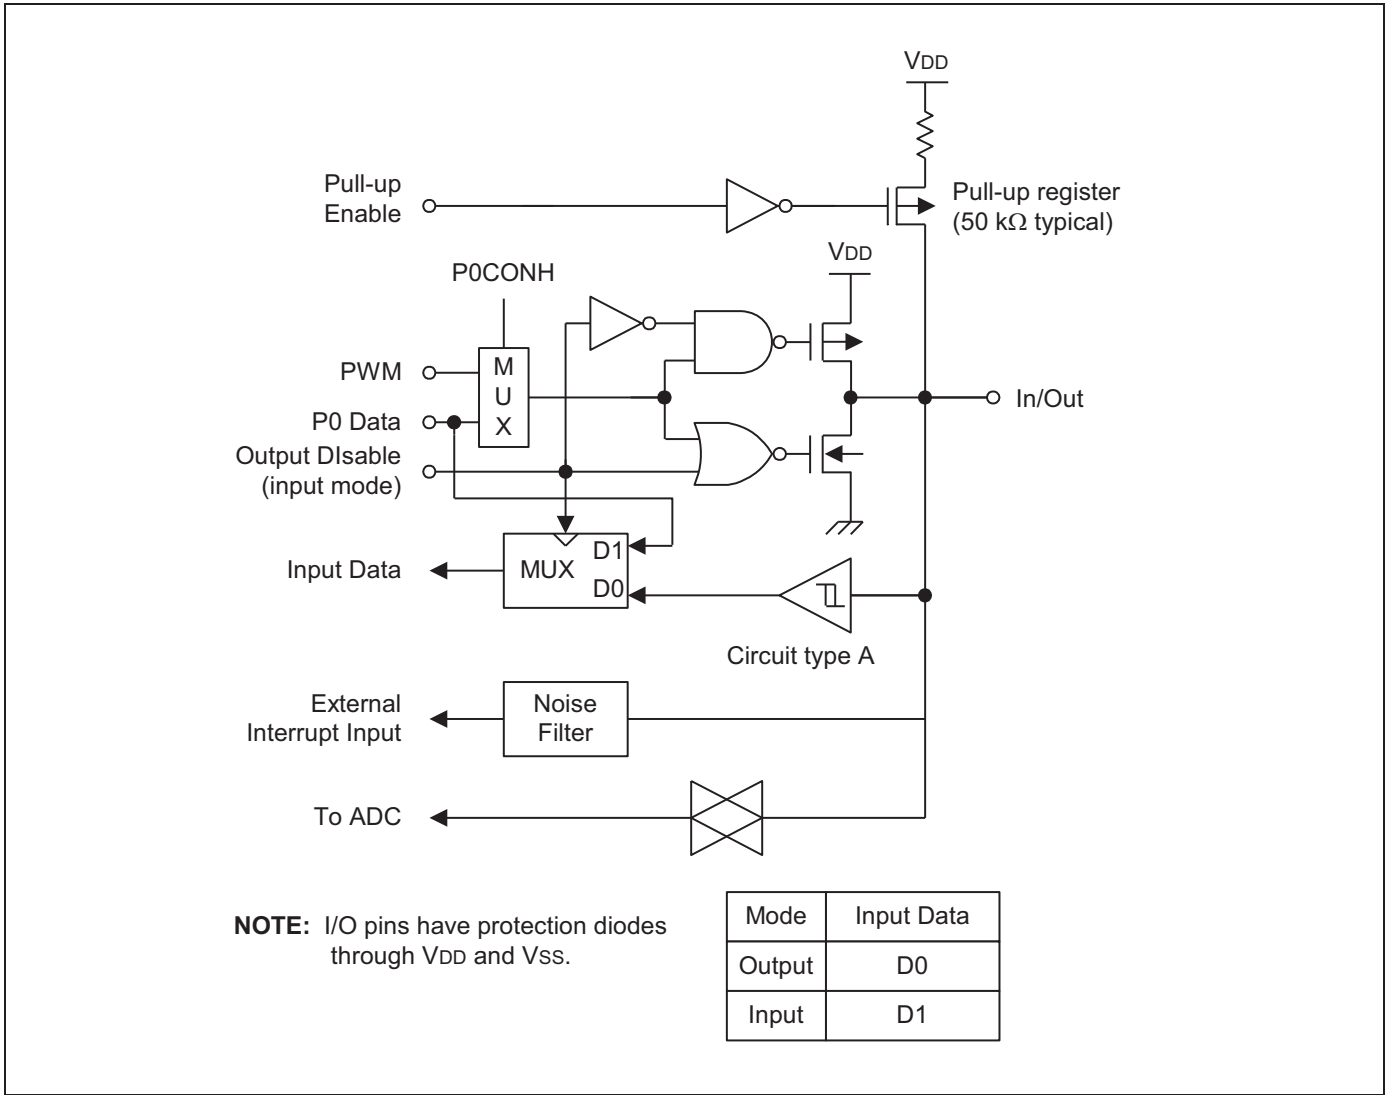 VDD
Pull-up
Enable
Pull-up register
(50 kΩ typical)
VDD
P0CONH
PWM
M
U
X
P0 Data
In/Out
Output DIsable
(input mode)
Input Data
MUX
D1
D0
Circuit type A
External
Interrupt Input
Noise
Filter
To ADC
NOTE: I/O pins have protection diodes
through VDD and VSS.
Mode Input Data
Output D0
Input D1